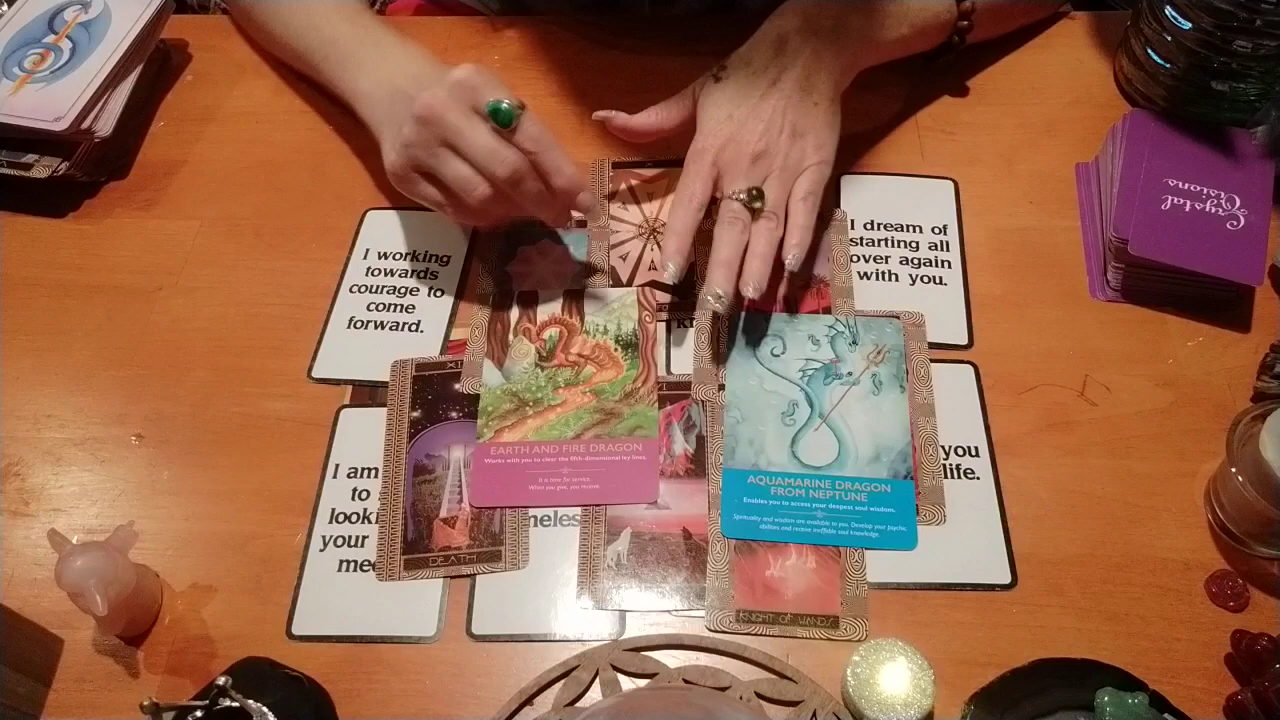 Crystal
Visions
I working
towards
courage to
come
forward.
I dream of
starting all
over again
with you.
EARTH AND FIRE DRAGON
Works with you to clear the fifth-dimensional ley lines.
It is time for service.
When you give, you receive.
AQUAMARINE DRAGON
FROM NEPTUNE
Enables you to access your deepest soul wisdom.
Spirituality and wisdom are available to you. Develop your psychic
abilities and receive ineffable soul knowledge.
you
life.
I am
to
your
DEATH
KNIGHT OF WANDS